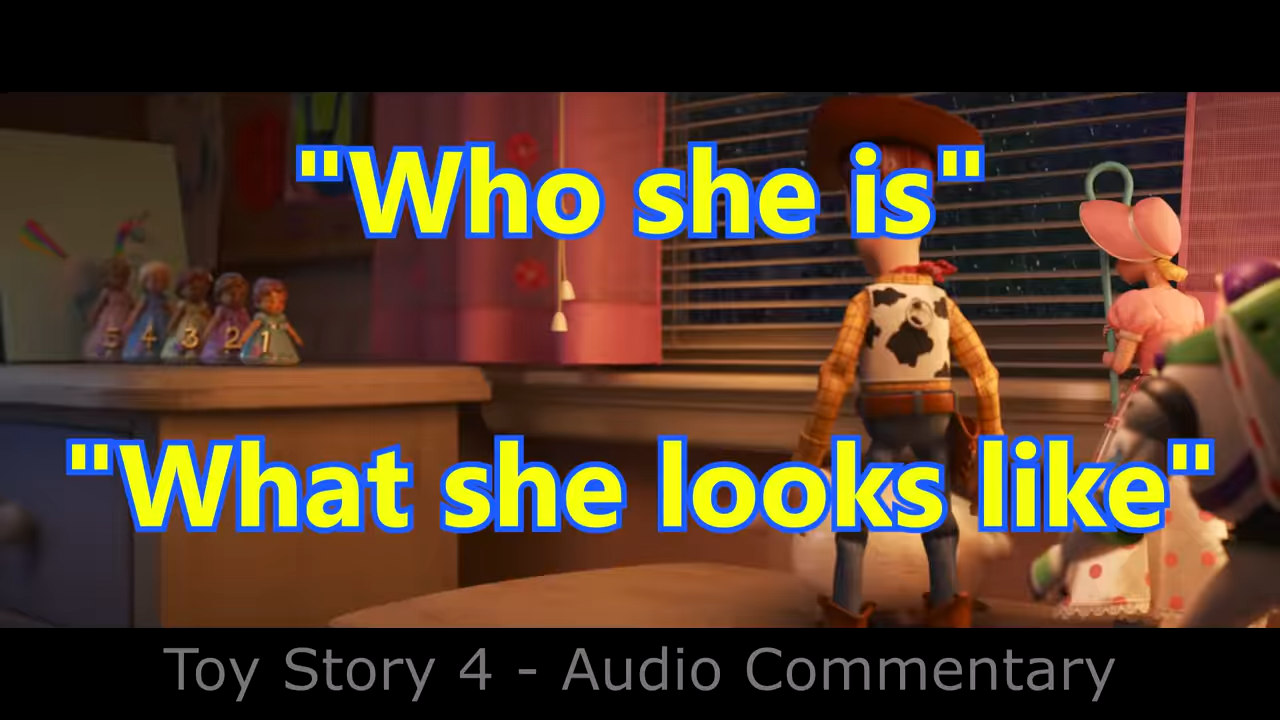 "Who she is"
5 4 3 2 1
"What she looks like"
Toy Story 4 - Audio Commentary